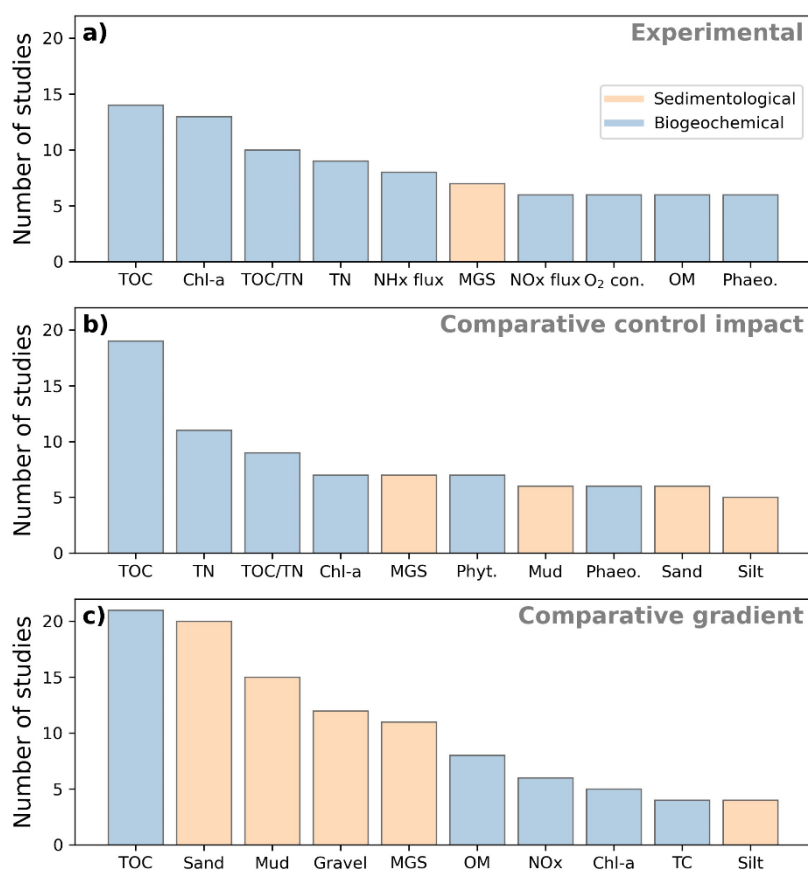 a)
Experimental
Number of studies
20
15
10
5
0
Sedimentological
Biogeochemical
TOC Chl-a TOC/TN TN NHx flux MGS NOx flux O₂ con. OM Phaeo.
b)
Comparative control impact
Number of studies
20
15
10
5
0
TOC TN TOC/TN Chl-a MGS Phyt. Mud Phaeo. Sand Silt
c)
Comparative gradient
Number of studies
20
15
10
5
0
TOC Sand Mud Gravel MGS OM NOx Chl-a TC Silt